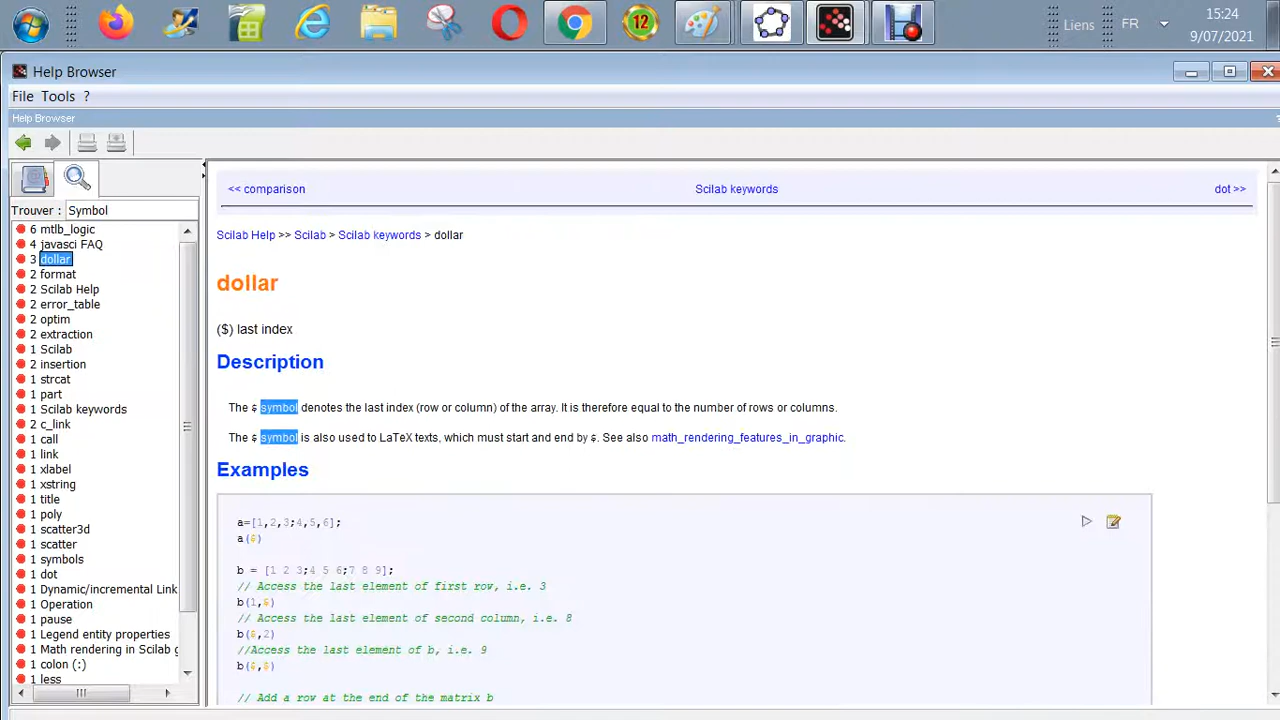 12
Liens
FR
15:24
9/07/2021
Help Browser
File Tools ?
Help Browser
Trouver : Symbol
6 mtlb_logic
4 javasci FAQ
3 dollar
2 format
2 Scilab Help
2 error_table
2 optim
2 extraction
1 Scilab
2 insertion
1 strcat
1 part
1 Scilab keywords
2 c_link
1 call
1 link
1 xlabel
1 xstring
1 title
1 poly
1 scatter3d
1 scatter
1 symbols
1 dot
1 Dynamic/incremental Link
1 Operation
1 pause
1 Legend entity properties
1 Math rendering in Scilab g
1 colon (:)
1 less
<< comparison Scilab keywords dot >>
Scilab Help >> Scilab > Scilab keywords > dollar
dollar
($) last index
Description
The $ symbol denotes the last index (row or column) of the array. It is therefore equal to the number of rows or columns.
The $ symbol is also used to LaTeX texts, which must start and end by $. See also math_rendering_features_in_graphic.
Examples
a=[1,2,3;4,5,6];
a($)
b = [1 2 3;4 5 6;7 8 9];
// Access the last element of first row, i.e. 3
b(1,$)
// Access the last element of second column, i.e. 8
b($,2)
//Access the last element of b, i.e. 9
b($,$)
// Add a row at the end of the matrix b